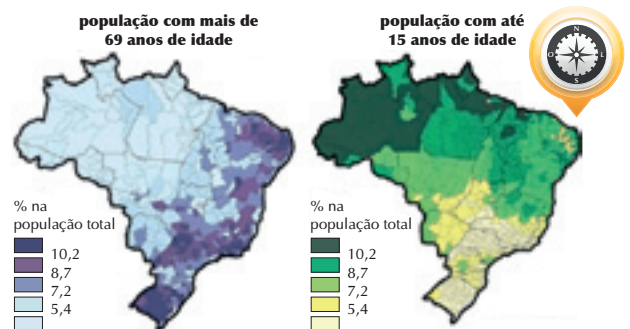 população com mais de
69 anos de idade
% na
população total
10,2
8,7
7,2
5,4
população com até
15 anos de idade
% na
população total
10,2
8,7
7,2
5,4
N
O
L
S